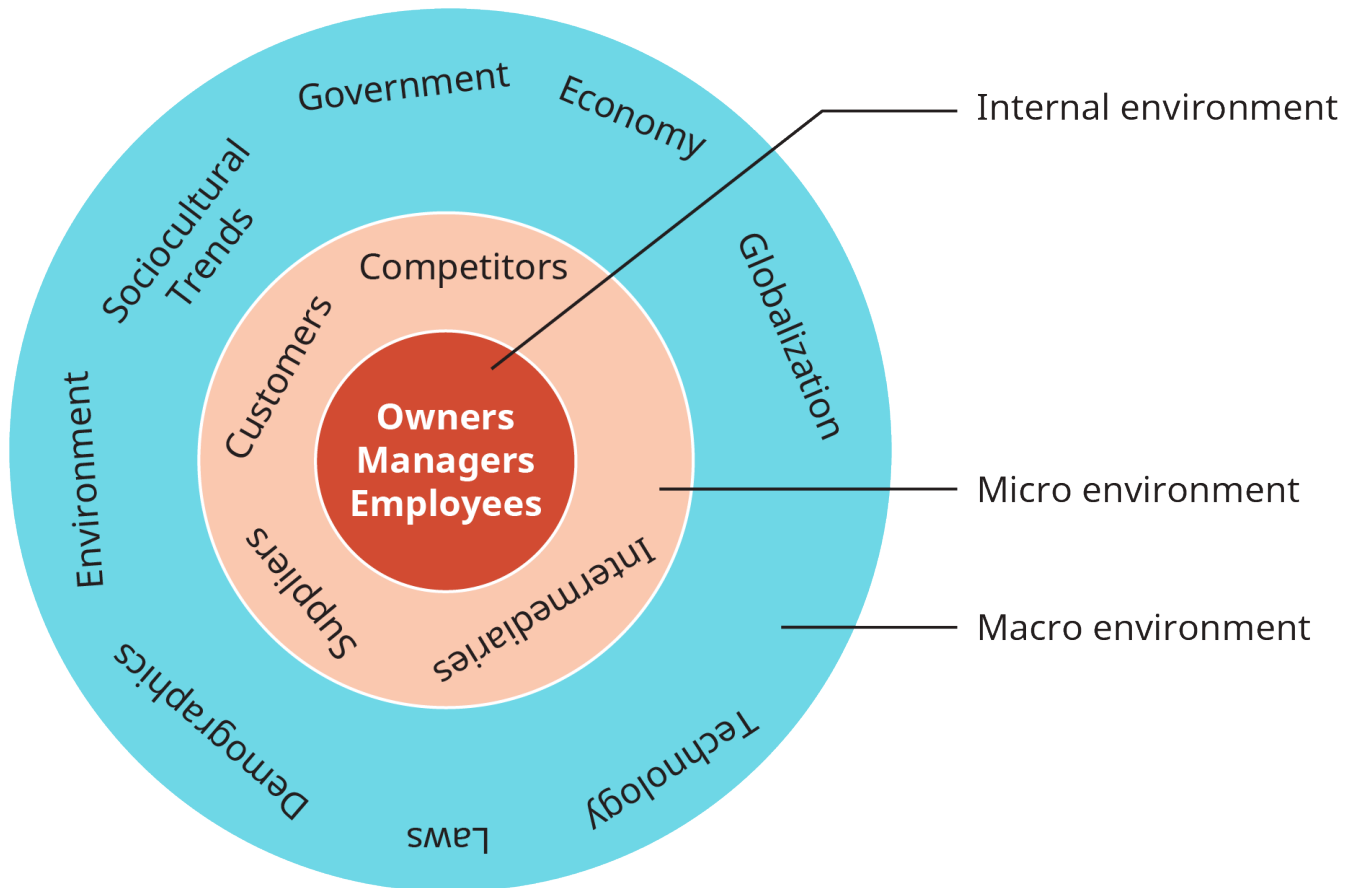 Government
Economy
Internal environment
Sociocultural
Trends
Globalization
Competitors
Customers
Owners
Managers
Employees
Environment
Micro environment
Suppliers
Intermediaries
Macro environment
Demographics
Technology
Laws